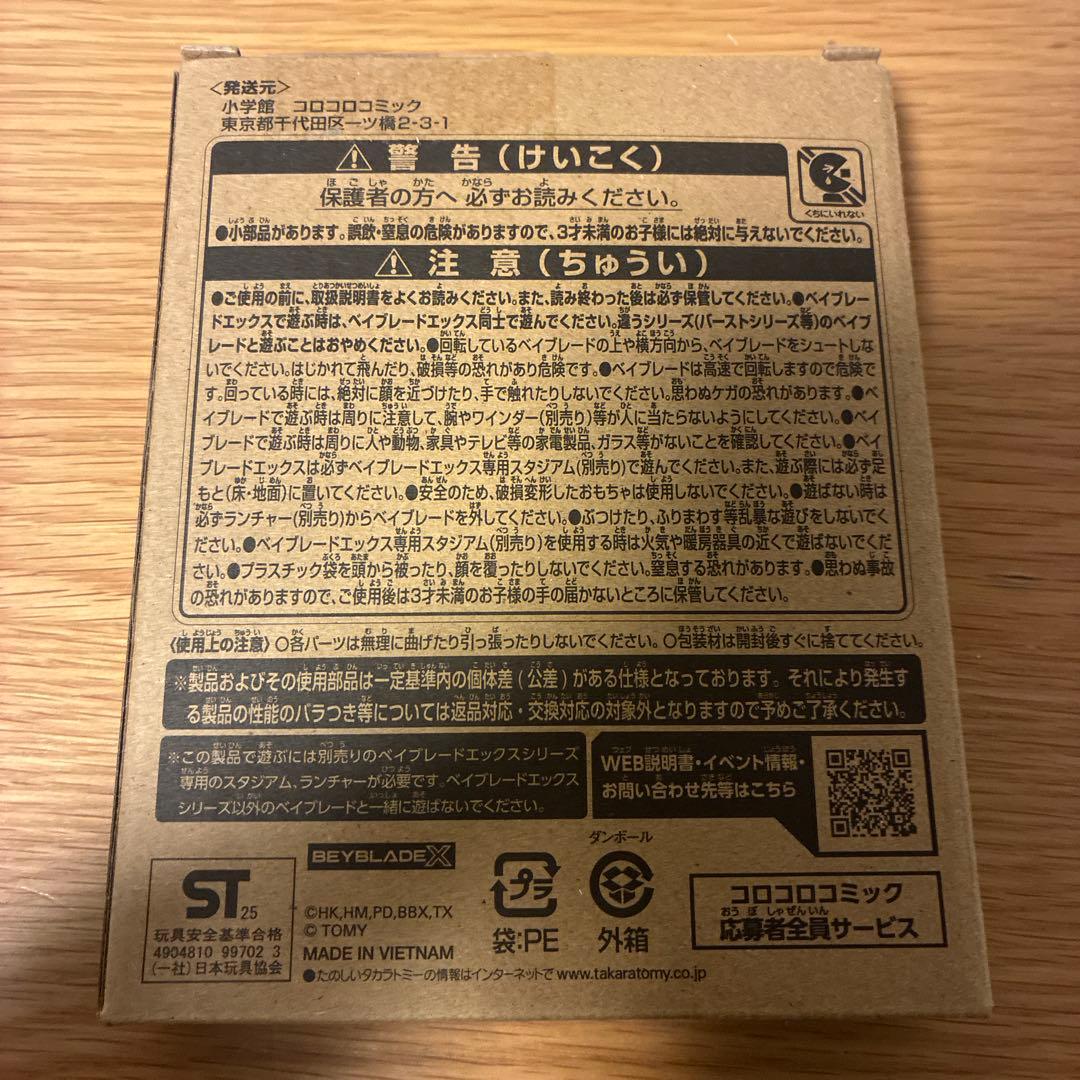 <発送元>
小学館 コロコロコミック
東京都千代田区一ツ橋2-3-1
⚠警 告(けいこく)
保護者の方へ 必ずお読みください。
くちにいれない
●小部品があります。誤飲・窒息の危険がありますので、3才未満のお子様には絶対に与えないでください。
⚠注 意(ちゅうい)
●ご使用の前に、取扱説明書をよくお読みください。また、読み終わった後は必ず保管してください。●ベイブレー
ドエックスで遊ぶ時は、ベイブレードエックス同士で遊んでください。違うシリーズ(バーストシリーズ等)のベイブ
レードと遊ぶことはおやめください。●回転しているベイブレードの上や横方向から、ベイブレードをシュートしな
いでください。はじかれて飛んだり、破損等の恐れがあり危険です。●ベイブレードは高速で回転しますので危険で
す。回っている時には、絶対に顔を近づけたり、手で触れたりしないでください。思わぬケガの恐れがあります。●ベ
イブレードで遊ぶ時は周りに注意して、腕やワインダー(別売り)等が人に当たらないようにしてください。●ベイ
ブレードで遊ぶ時は周りに人や動物、家具やテレビ等の家電製品、ガラス等がないことを確認してください。●ベイ
ブレードエックスは必ずベイブレードエックス専用スタジアム(別売り)で遊んでください。また、遊ぶ際には必ず足
もと(床・地面)に置いてください。●安全のため、破損変形したおもちゃは使用しないでください。●遊ばない時は
必ずランチャー(別売り)からベイブレードを外してください。●ぶつけたり、ふりまわす等乱暴な遊びをしないでく
ださい。●ベイブレードエックス専用スタジアム(別売り)を使用する時は火気や暖房器具の近くで遊ばないでくだ
さい。●プラスチック袋を頭から被ったり、顔を覆ったりしないでください。窒息する恐れがあります。●思わぬ事故
の恐れがありますので、ご使用後は3才未満のお子様の手の届かないところに保管してください。
〈使用上の注意〉○各パーツは無理に曲げたり引っ張ったりしないでください。○包装材は開封後すぐに捨ててください。
※製品およびその使用部品は一定基準内の個体差(公差)がある仕様となっております。それにより発生す
る製品の性能のバラつき等については返品対応・交換対応の対象外となりますので予めご了承ください。
※この製品で遊ぶには別売りのベイブレードエックスシリーズ
専用のスタジアム、ランチャーが必要です。ベイブレードエックス
シリーズ以外のベイブレードと一緒に遊ばないでください。
WEB説明書・イベント情報・
お問い合わせ先等はこちら
ST 25
玩具安全基準合格
4904810 99702 3
(一社)日本玩具協会
BEYBLADE X
©HK,HM,PD,BBX,TX
© TOMY
MADE IN VIETNAM
●たのしいタカラトミーの情報はインターネットで www.takaratomy.co.jp
プラ
袋:PE
ダンボール
外箱
コロコロコミック
応募者全員サービス